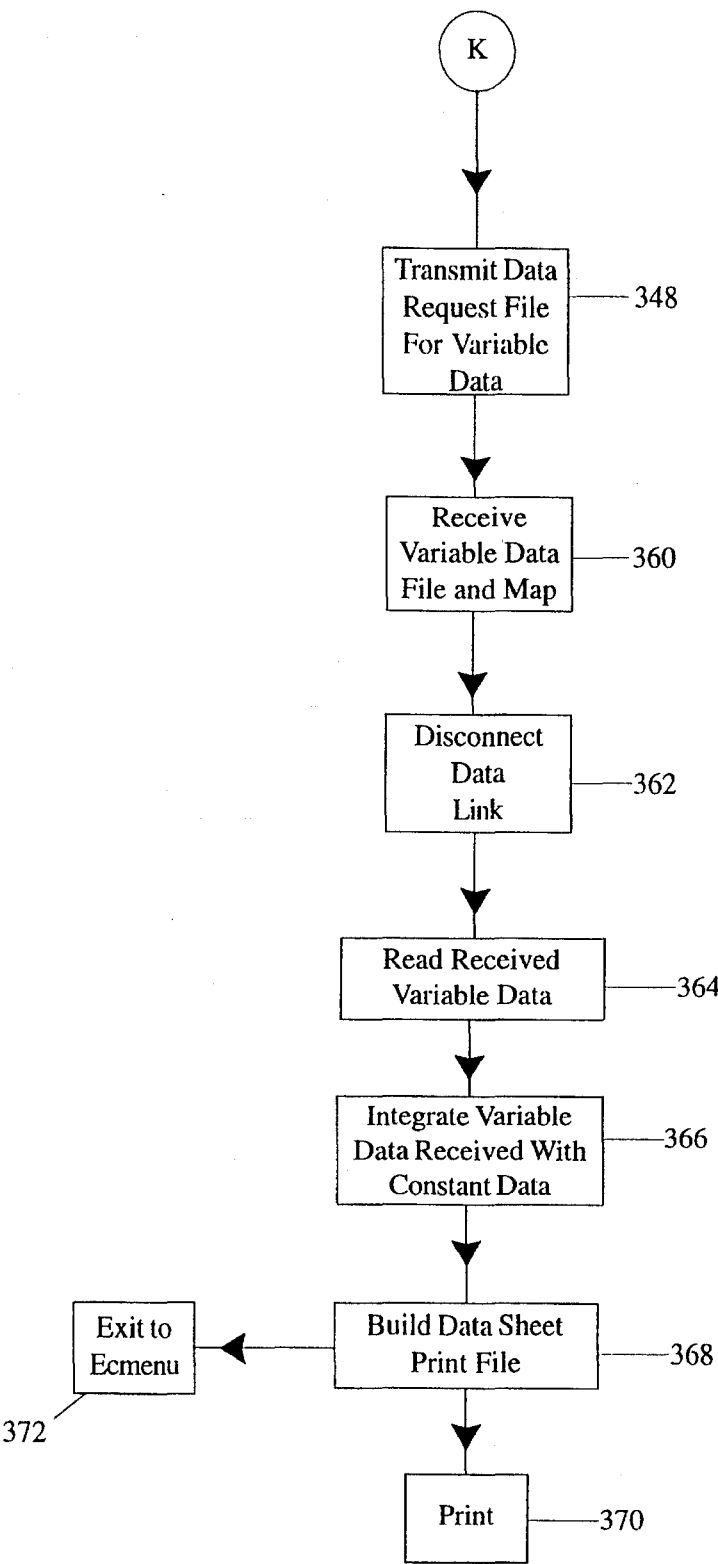 K
Transmit Data
Request File
For Variable
Data
348
Receive
Variable Data
File and Map
360
Disconnect
Data
Link
362
Read Received
Variable Data
364
Integrate Variable
Data Received With
Constant Data
366
Build Data Sheet
Print File
368
Exit to
Ecmenu
372
Print
370